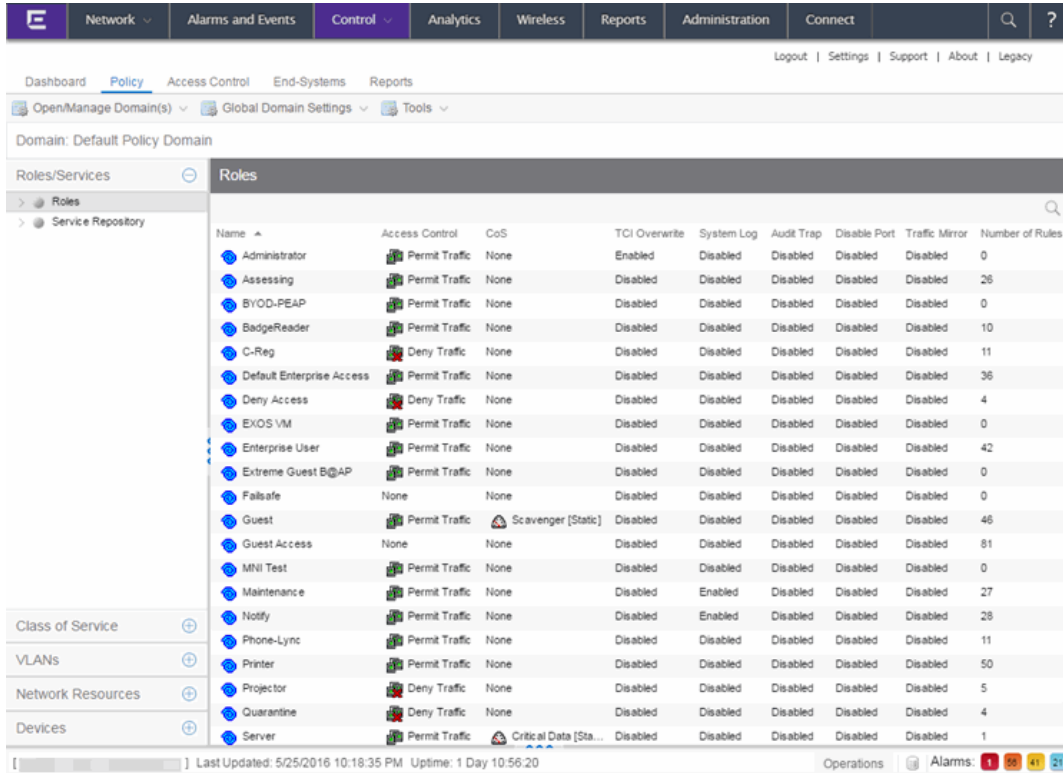 Network Alarms and Events Control Analytics Wireless Reports Administration Connect ?
Logout | Settings | Support | About | Legacy
Dashboard Policy Access Control End-Systems Reports
Open/Manage Domain(s) Global Domain Settings Tools
Domain: Default Policy Domain
Roles/Services
Roles
Service Repository
Class of Service
VLANs
Network Resources
Devices
Roles
Name Access Control CoS TCI Overwrite System Log Audit Trap Disable Port Traffic Mirror Number of Rules
Administrator Permit Traffic None Enabled Disabled Disabled Disabled Disabled 0
Assessing Permit Traffic None Disabled Disabled Disabled Disabled Disabled 26
BYOD-PEAP Permit Traffic None Disabled Disabled Disabled Disabled Disabled 0
BadgeReader Permit Traffic None Disabled Disabled Disabled Disabled Disabled 10
C-Reg Deny Traffic None Disabled Disabled Disabled Disabled Disabled 11
Default Enterprise Access Permit Traffic None Disabled Disabled Disabled Disabled Disabled 36
Deny Access Deny Traffic None Disabled Disabled Disabled Disabled Disabled 4
EXOS VM Permit Traffic None Disabled Disabled Disabled Disabled Disabled 0
Enterprise User Permit Traffic None Disabled Disabled Disabled Disabled Disabled 42
Extreme Guest B@AP Permit Traffic None Disabled Disabled Disabled Disabled Disabled 0
Failsafe None None Disabled Disabled Disabled Disabled Disabled 0
Guest Permit Traffic Scavenger [Static] Disabled Disabled Disabled Disabled Disabled 46
Guest Access None None Disabled Disabled Disabled Disabled Disabled 81
MNI Test Permit Traffic None Disabled Disabled Disabled Disabled Disabled 0
Maintenance Permit Traffic None Disabled Enabled Disabled Disabled Disabled 27
Notify Permit Traffic None Disabled Enabled Disabled Disabled Disabled 28
Phone-Lync Permit Traffic None Disabled Disabled Disabled Disabled Disabled 11
Printer Permit Traffic None Disabled Disabled Disabled Disabled Disabled 50
Projector Deny Traffic None Disabled Disabled Disabled Disabled Disabled 5
Quarantine Deny Traffic None Disabled Disabled Disabled Disabled Disabled 4
Server Permit Traffic Critical Data [Sta... Disabled Disabled Disabled Disabled Disabled 1
[ ] Last Updated: 5/25/2016 10:18:35 PM Uptime: 1 Day 10:56:20 Operations Alarms: 1 41